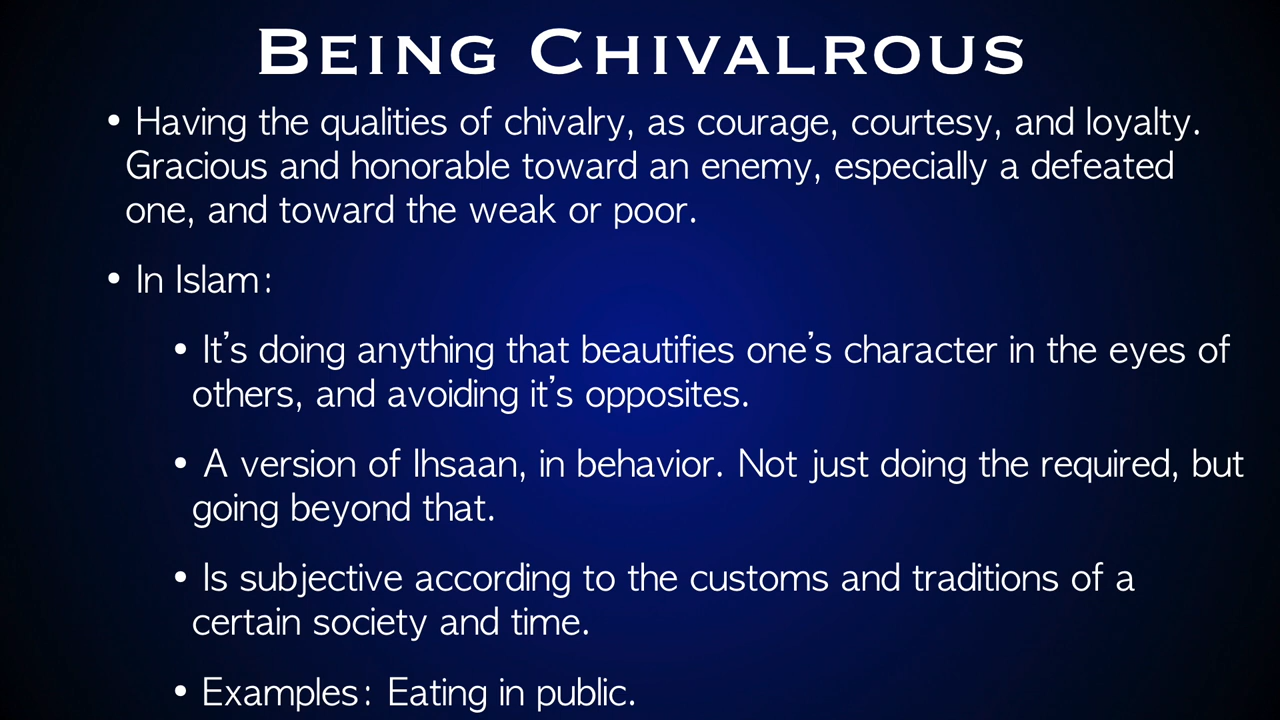 Being Chivalrous
• Having the qualities of chivalry, as courage, courtesy, and loyalty.
Gracious and honorable toward an enemy, especially a defeated
one, and toward the weak or poor.
• In Islam:
• It’s doing anything that beautifies one’s character in the eyes of
others, and avoiding it’s opposites.
• A version of Ihsaan, in behavior. Not just doing the required, but
going beyond that.
• Is subjective according to the customs and traditions of a
certain society and time.
• Examples: Eating in public.